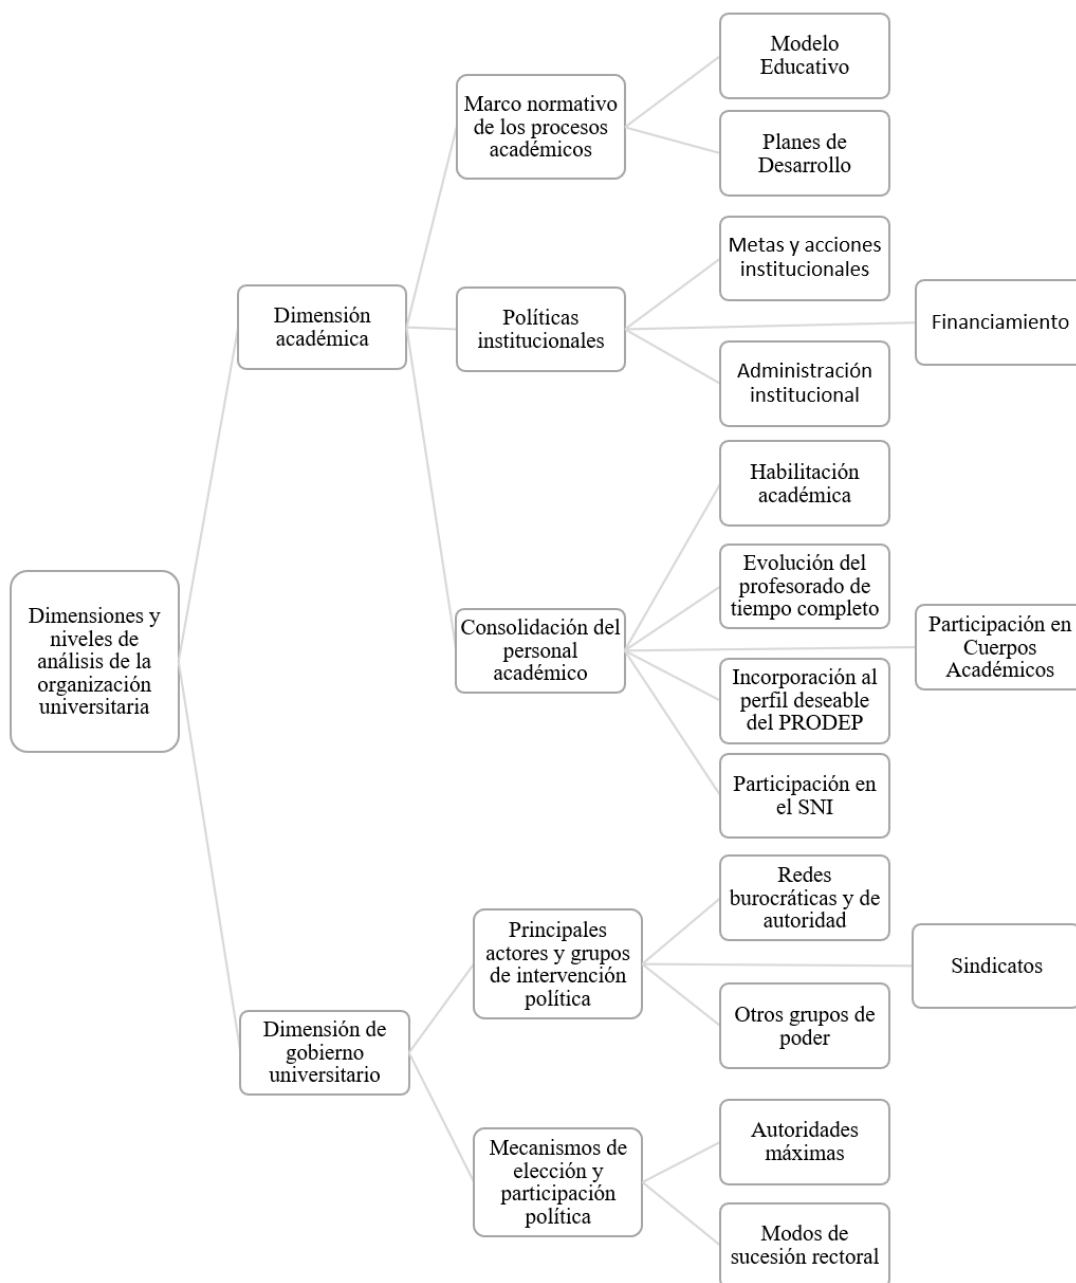 Dimensiones y
niveles de
análisis de la
organización
universitaria
Dimensión
académica
Marco normativo
de los procesos
académicos
Modelo
Educativo
Planes de
Desarrollo
Políticas
institucionales
Metas y acciones
institucionales
Financiamiento
Administración
institucional
Consolidación del
personal
académico
Habilitación
académica
Evolución del
profesorado de
tiempo completo
Participación en
Cuerpos
Académicos
Incorporación al
perfil deseable
del PRODEP
Participación en
el SNI
Dimensión de
gobierno
universitario
Principales
actores y grupos
de intervención
política
Redes
burocráticas y de
autoridad
Sindicatos
Otros grupos de
poder
Mecanismos de
elección y
participación
política
Autoridades
máximas
Modos de
sucesión rectoral